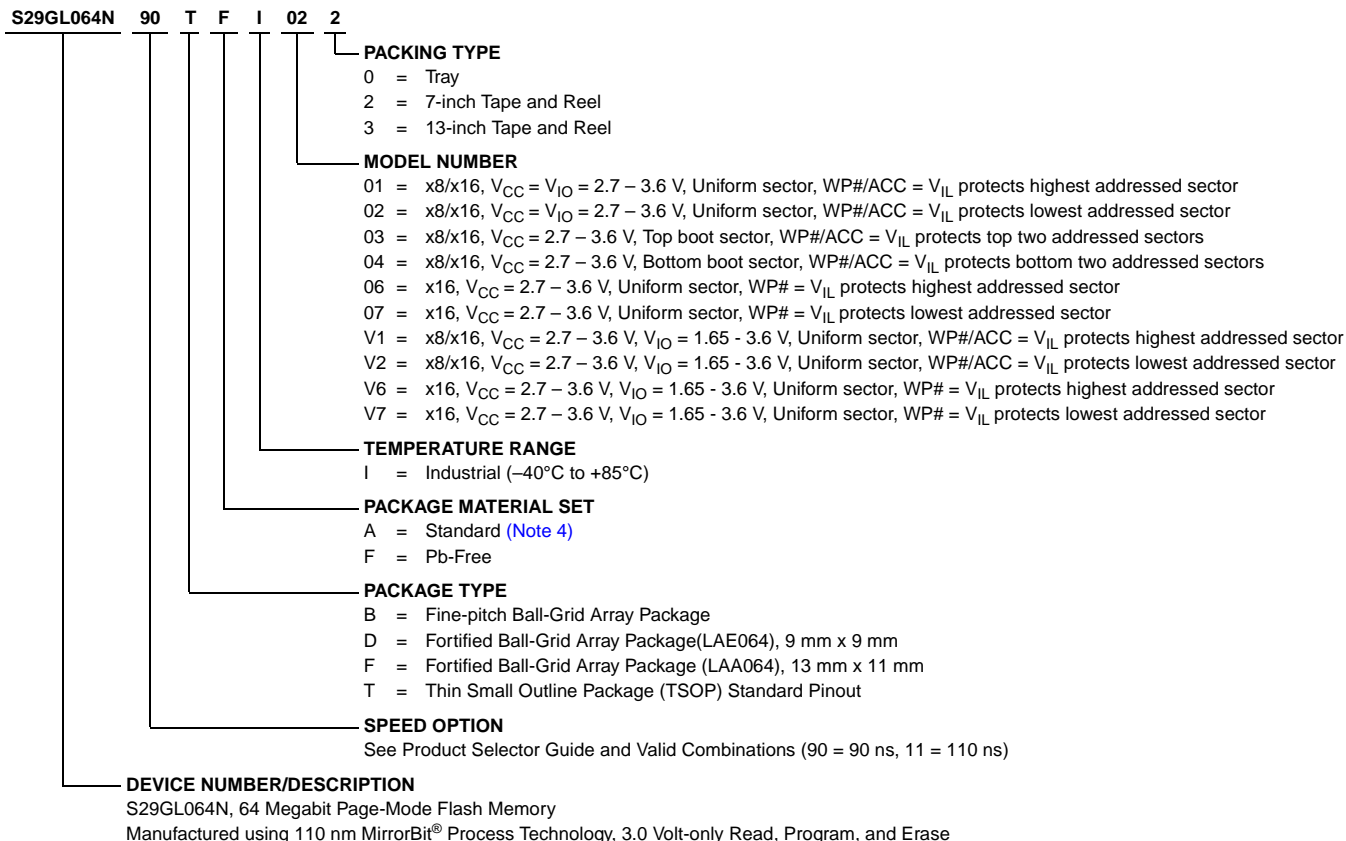 S29GL064N 90 T F I 02 2
PACKING TYPE
0 = Tray
2 = 7-inch Tape and Reel
3 = 13-inch Tape and Reel
MODEL NUMBER
01 = x8/x16, VCC = VIO = 2.7 – 3.6 V, Uniform sector, WP#/ACC = VIL protects highest addressed sector
02 = x8/x16, VCC = VIO = 2.7 – 3.6 V, Uniform sector, WP#/ACC = VIL protects lowest addressed sector
03 = x8/x16, VCC = 2.7 – 3.6 V, Top boot sector, WP#/ACC = VIL protects top two addressed sectors
04 = x8/x16, VCC = 2.7 – 3.6 V, Bottom boot sector, WP#/ACC = VIL protects bottom two addressed sectors
06 = x16, VCC = 2.7 – 3.6 V, Uniform sector, WP# = VIL protects highest addressed sector
07 = x16, VCC = 2.7 – 3.6 V, Uniform sector, WP# = VIL protects lowest addressed sector
V1 = x8/x16, VCC = 2.7 – 3.6 V, VIO = 1.65 - 3.6 V, Uniform sector, WP#/ACC = VIL protects highest addressed sector
V2 = x8/x16, VCC = 2.7 – 3.6 V, VIO = 1.65 - 3.6 V, Uniform sector, WP#/ACC = VIL protects lowest addressed sector
V6 = x16, VCC = 2.7 – 3.6 V, VIO = 1.65 - 3.6 V, Uniform sector, WP# = VIL protects highest addressed sector
V7 = x16, VCC = 2.7 – 3.6 V, VIO = 1.65 - 3.6 V, Uniform sector, WP# = VIL protects lowest addressed sector
TEMPERATURE RANGE
I = Industrial (–40°C to +85°C)
PACKAGE MATERIAL SET
A = Standard (Note 4)
F = Pb-Free
PACKAGE TYPE
B = Fine-pitch Ball-Grid Array Package
D = Fortified Ball-Grid Array Package(LAE064), 9 mm x 9 mm
F = Fortified Ball-Grid Array Package (LAA064), 13 mm x 11 mm
T = Thin Small Outline Package (TSOP) Standard Pinout
SPEED OPTION
See Product Selector Guide and Valid Combinations (90 = 90 ns, 11 = 110 ns)
DEVICE NUMBER/DESCRIPTION
S29GL064N, 64 Megabit Page-Mode Flash Memory
Manufactured using 110 nm MirrorBit® Process Technology, 3.0 Volt-only Read, Program, and Erase